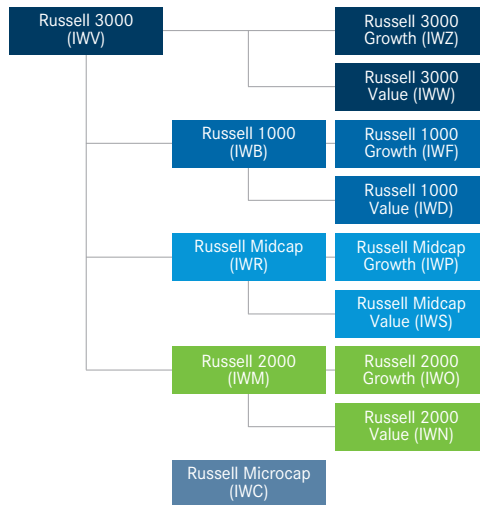 Russell 3000
(IWV)
Russell 3000
Growth (IWZ)
Russell 3000
Value (IWW)
Russell 1000
(IWB)
Russell 1000
Growth (IWF)
Russell 1000
Value (IWD)
Russell Midcap
(IWR)
Russell Midcap
Growth (IWP)
Russell Midcap
Value (IWS)
Russell 2000
(IWM)
Russell 2000
Growth (IWO)
Russell 2000
Value (IWN)
Russell Microcap
(IWC)